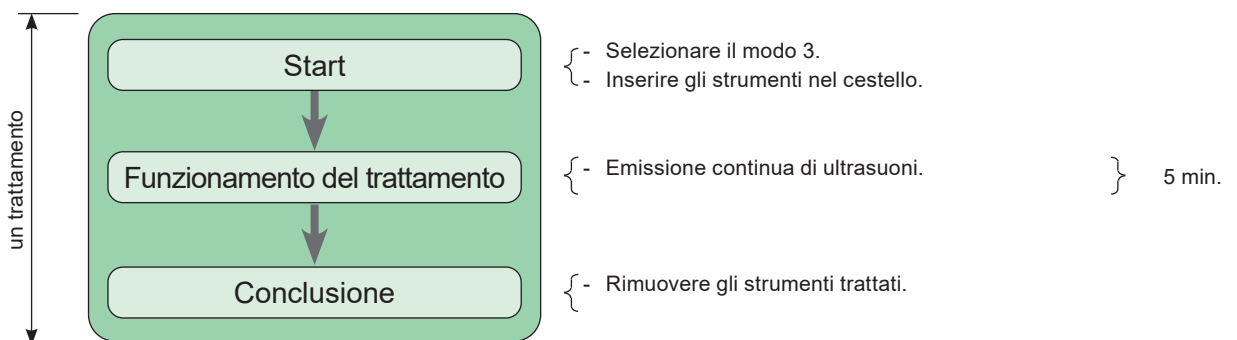 un trattamento
Start
- Selezionare il modo 3.
- Inserire gli strumenti nel cestello.
Funzionamento del trattamento
- Emissione continua di ultrasuoni.
5 min.
Conclusione
- Rimuovere gli strumenti trattati.